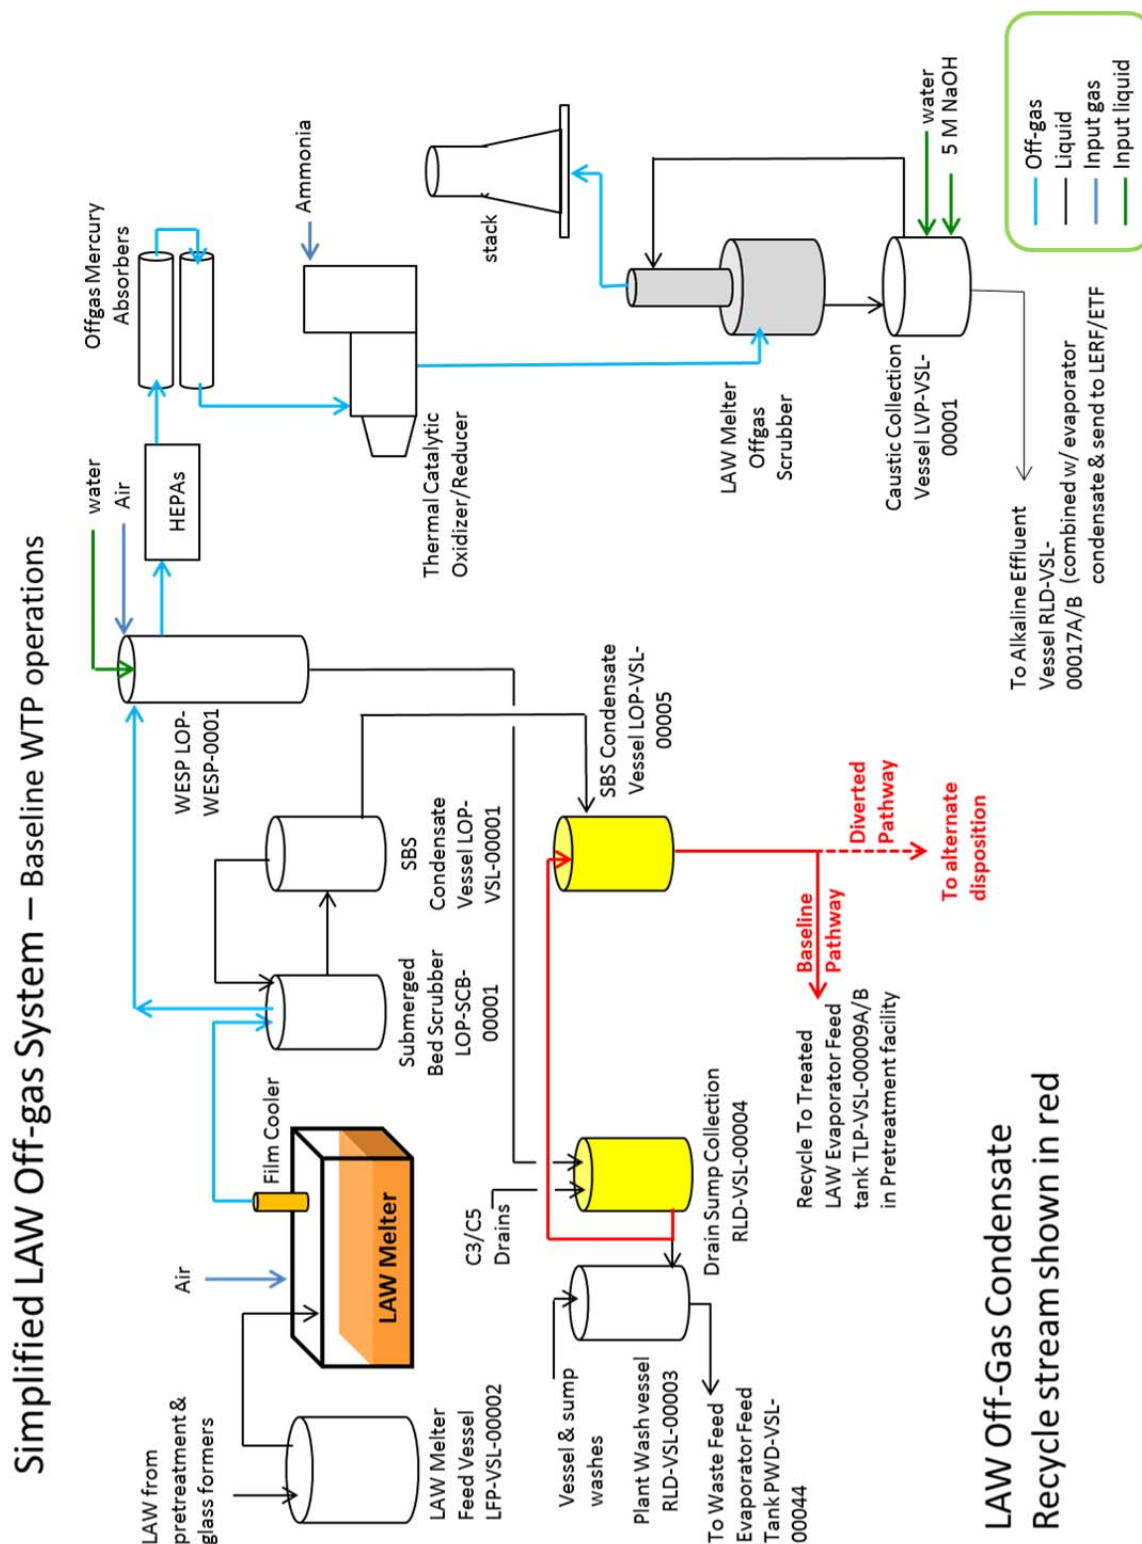 Simplified LAW Off-gas System – Baseline WTP operations
LAW from
pretreatment &
glass formers
LAW Melter
Feed Vessel
LFP-VSL-00002
Air
Film Cooler
LAW Melter
Submerged
Bed Scrubber
LOP-SCB-
00001
SBS
Condensate
Vessel LOP-
VSL-00001
WESP LOP-
WESP-0001
water
Air
HEPAs
Offgas Mercury
Absorbers
Ammonia
Thermal Catalytic
Oxidizer/Reducer
stack
LAW Melter
Offgas
Scrubber
Caustic Collection
Vessel LVP-VSL-
00001
water
5 M NaOH
To Alkaline Effluent
Vessel RLD-VSL-
00017A/B (combined w/ evaporator
condensate & send to LERF/ETF
SBS Condensate
Vessel LOP-VSL-
00005
C3/C5
Drains
Drain Sump Collection
RLD-VSL-00004
Vessel & sump
washes
Plant Wash vessel
RLD-VSL-00003
To Waste Feed
Evaporator Feed
Tank PWD-VSL-
00044
Baseline
Pathway
Diverted
Pathway
To alternate
disposition
Recycle To Treated
LAW Evaporator Feed
tank TLP-VSL-00009A/B
in Pretreatment facility
LAW Off-Gas Condensate
Recycle stream shown in red
Off-gas
Liquid
Input gas
Input liquid